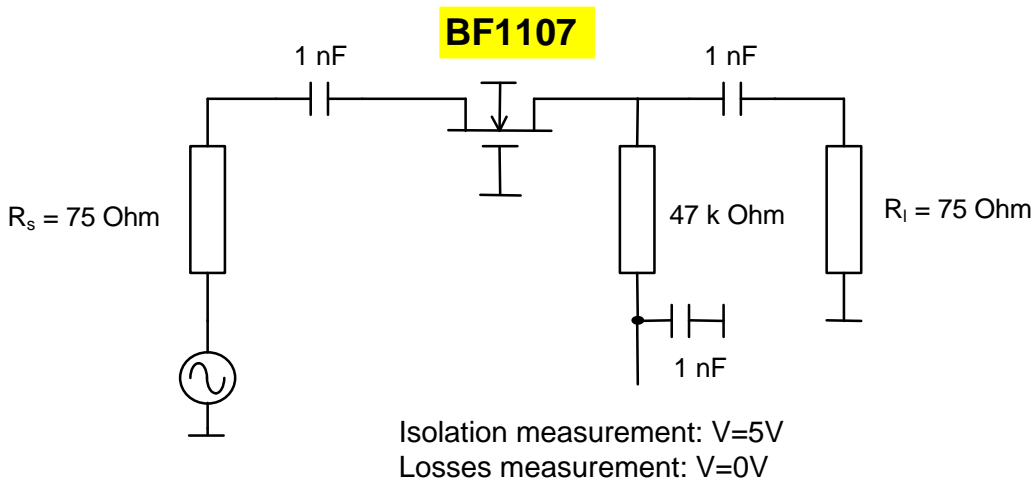 BF1107
1 nF
1 nF
Rₛ = 75 Ohm
47 k Ohm
Rₗ = 75 Ohm
1 nF
Isolation measurement: V=5V
Losses measurement: V=0V